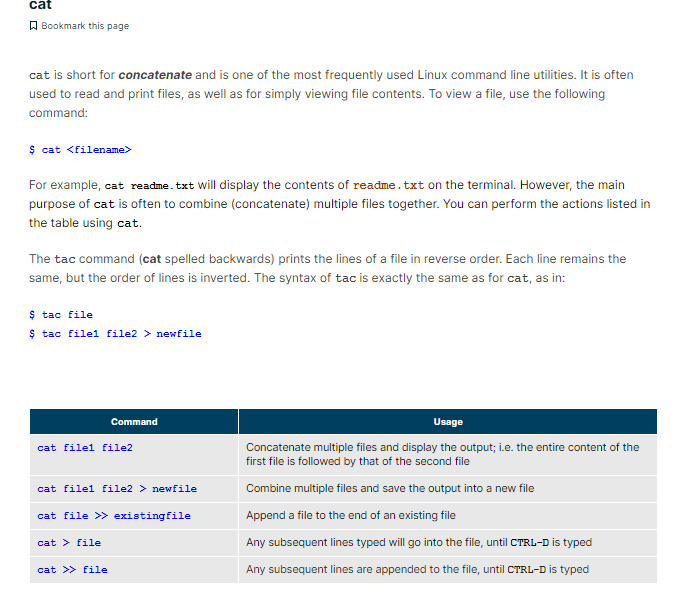 cat
Bookmark this page
cat is short for concatenate and is one of the most frequently used Linux command line utilities. It is often
used to read and print files, as well as for simply viewing file contents. To view a file, use the following
command:
$ cat <filename>
For example, cat readme.txt will display the contents of readme.txt on the terminal. However, the main
purpose of cat is often to combine (concatenate) multiple files together. You can perform the actions listed in
the table using cat.
The tac command (cat spelled backwards) prints the lines of a file in reverse order. Each line remains the
same, but the order of lines is inverted. The syntax of tac is exactly the same as for cat, as in:
$ tac file
$ tac file1 file2 > newfile
Command Usage
cat file1 file2 Concatenate multiple files and display the output; i.e. the entire content of the
first file is followed by that of the second file
cat file1 file2 > newfile Combine multiple files and save the output into a new file
cat file >> existingfile Append a file to the end of an existing file
cat > file Any subsequent lines typed will go into the file, until CTRL-D is typed
cat >> file Any subsequent lines are appended to the file, until CTRL-D is typed